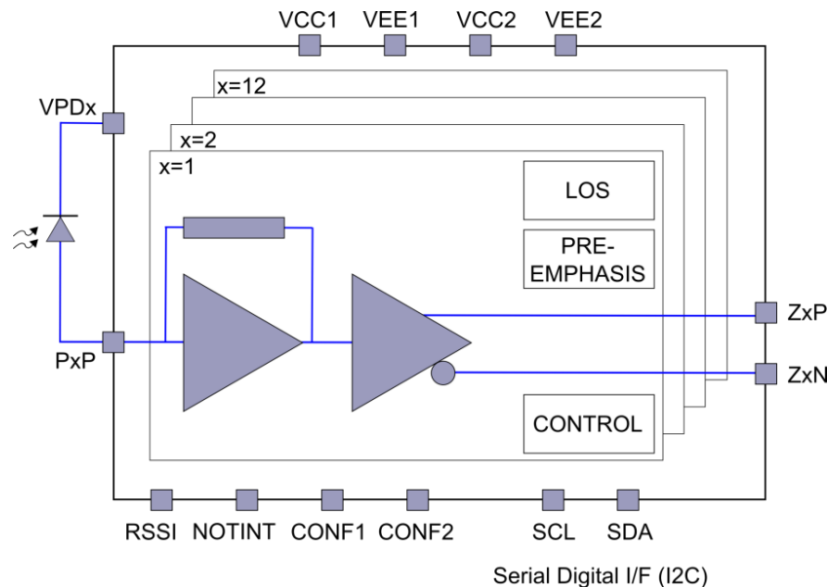 VCC1 VEE1 VCC2 VEE2
VPDx
x=12
x=2
x=1
LOS
PRE-
EMPHASIS
ZxP
PxP
ZxN
CONTROL
RSSI NOTINT CONF1 CONF2 SCL SDA
Serial Digital I/F (I2C)